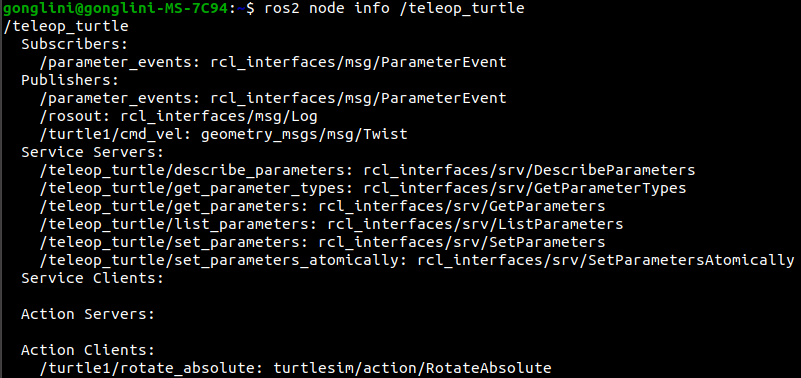 gonglini@gonglini-MS-7C94:~$ ros2 node info /teleop_turtle
/teleop_turtle
  Subscribers:
    /parameter_events: rcl_interfaces/msg/ParameterEvent
  Publishers:
    /parameter_events: rcl_interfaces/msg/ParameterEvent
    /rosout: rcl_interfaces/msg/Log
    /turtle1/cmd_vel: geometry_msgs/msg/Twist
  Service Servers:
    /teleop_turtle/describe_parameters: rcl_interfaces/srv/DescribeParameters
    /teleop_turtle/get_parameter_types: rcl_interfaces/srv/GetParameterTypes
    /teleop_turtle/get_parameters: rcl_interfaces/srv/GetParameters
    /teleop_turtle/list_parameters: rcl_interfaces/srv/ListParameters
    /teleop_turtle/set_parameters: rcl_interfaces/srv/SetParameters
    /teleop_turtle/set_parameters_atomically: rcl_interfaces/srv/SetParametersAtomically
  Service Clients:
  Action Servers:
  Action Clients:
    /turtle1/rotate_absolute: turtlesim/action/RotateAbsolute